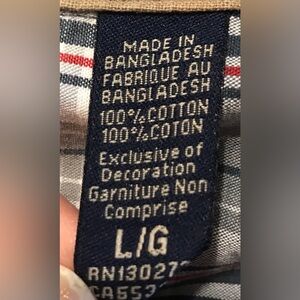 MADE IN
BANGLADESH
FABRIQUE AU
BANGLADESH
100% COTTON
100% COTON
Exclusive of
Decoration
Garniture Non
Comprise
L/G